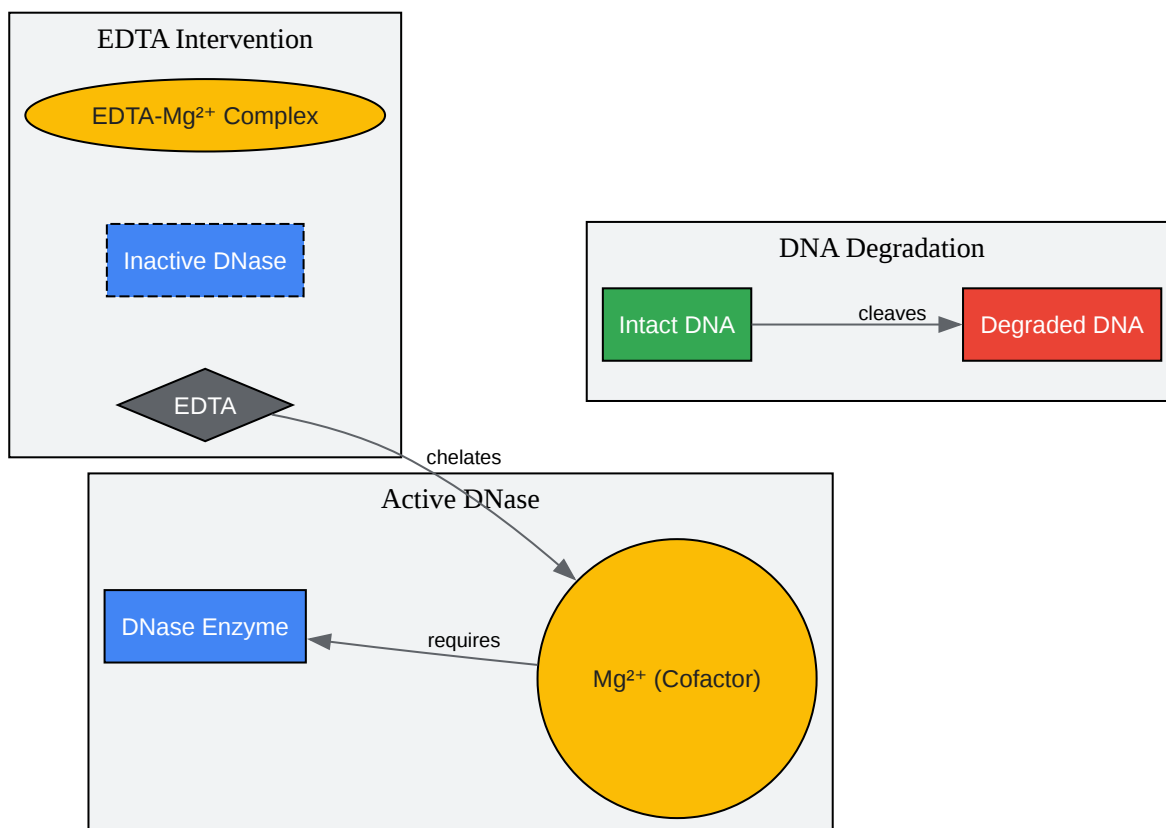 EDTA Intervention
EDTA-Mg²⁺ Complex
Inactive DNase
EDTA
chelates
DNA Degradation
Intact DNA
cleaves
Degraded DNA
Active DNase
DNase Enzyme
requires
Mg²⁺ (Cofactor)